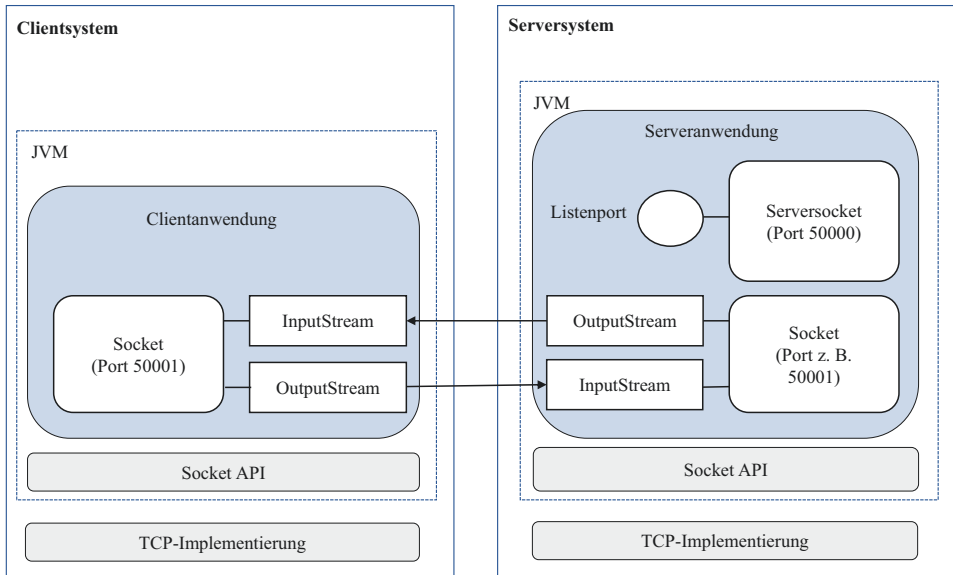 Clientsystem
JVM
Clientanwendung
Socket
(Port 50001)
InputStream
OutputStream
Socket API
TCP-Implementierung
Serversystem
JVM
Serveranwendung
Listenport
Serversocket
(Port 50000)
OutputStream
InputStream
Socket
(Port z. B.
50001)
Socket API
TCP-Implementierung